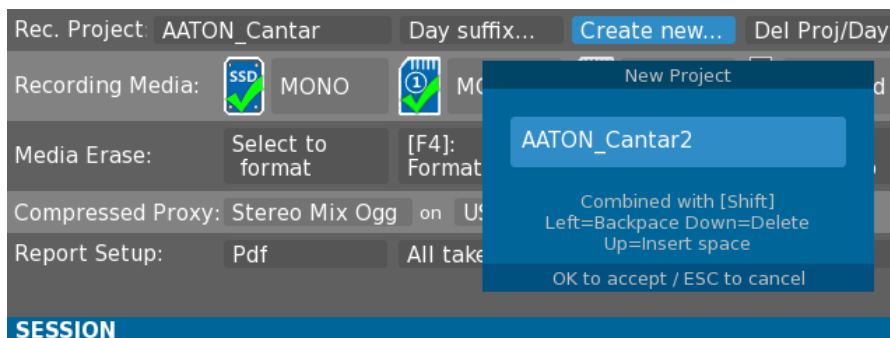 Rec. Project: AATON_Cantar Day suffix... Create new... Del Proj/Day
Recording Media: SSD MONO 1 MO
New Project
AATON_Cantar2
Media Erase: Select to format [F4]: Format
Combined with [Shift]
Left=Backpace Down=Delete
Up=Insert space
Compressed Proxy: Stereo Mix Ogg on US
Report Setup: Pdf All take
OK to accept / ESC to cancel
SESSION